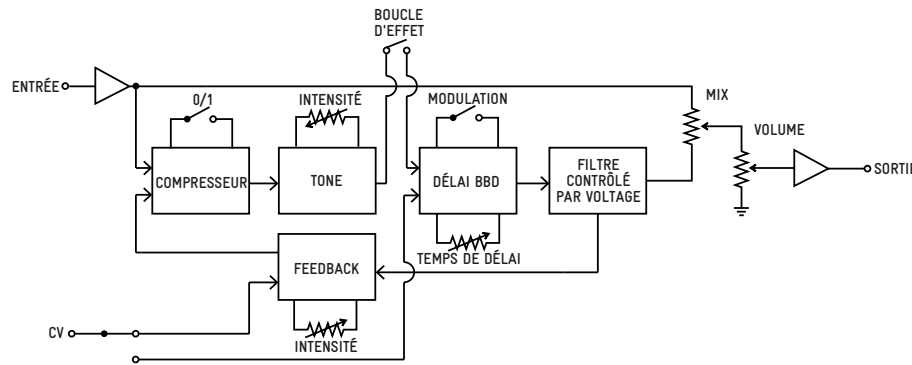 BOUCLE
D'EFFET
ENTRÉE
0/1
INTENSITÉ
MODULATION
MIX
VOLUME
COMPRESSEUR
TONE
DÉLAI BBD
FILTRE
CONTRÔLÉ
PAR VOLTAGE
SORTIE
FEEDBACK
TEMPS DE DÉLAI
CV
INTENSITÉ